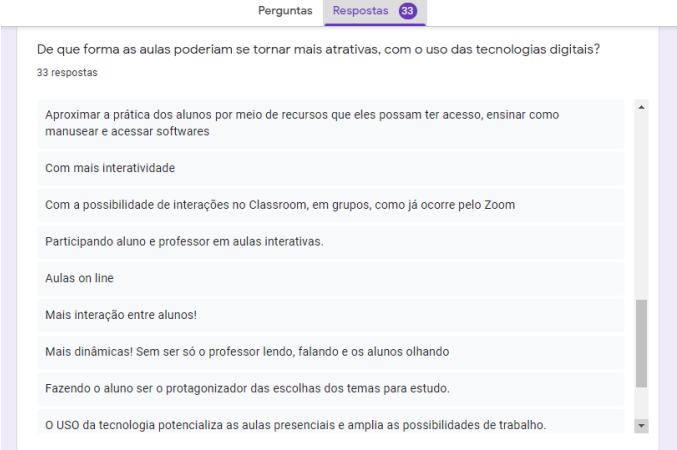 Perguntas Respostas 33
De que forma as aulas poderiam se tornar mais atrativas, com o uso das tecnologias digitais?
33 respostas
Aproximar a prática dos alunos por meio de recursos que eles possam ter acesso, ensinar como
manusear e acessar softwares
Com mais interatividade
Com a possibilidade de interações no Classroom, em grupos, como já ocorre pelo Zoom
Participando aluno e professor em aulas interativas.
Aulas on line
Mais interação entre alunos!
Mais dinâmicas! Sem ser só o professor lendo, falando e os alunos olhando
Fazendo o aluno ser o protagonizador das escolhas dos temas para estudo.
O USO da tecnologia potencializa as aulas presenciais e amplia as possibilidades de trabalho.